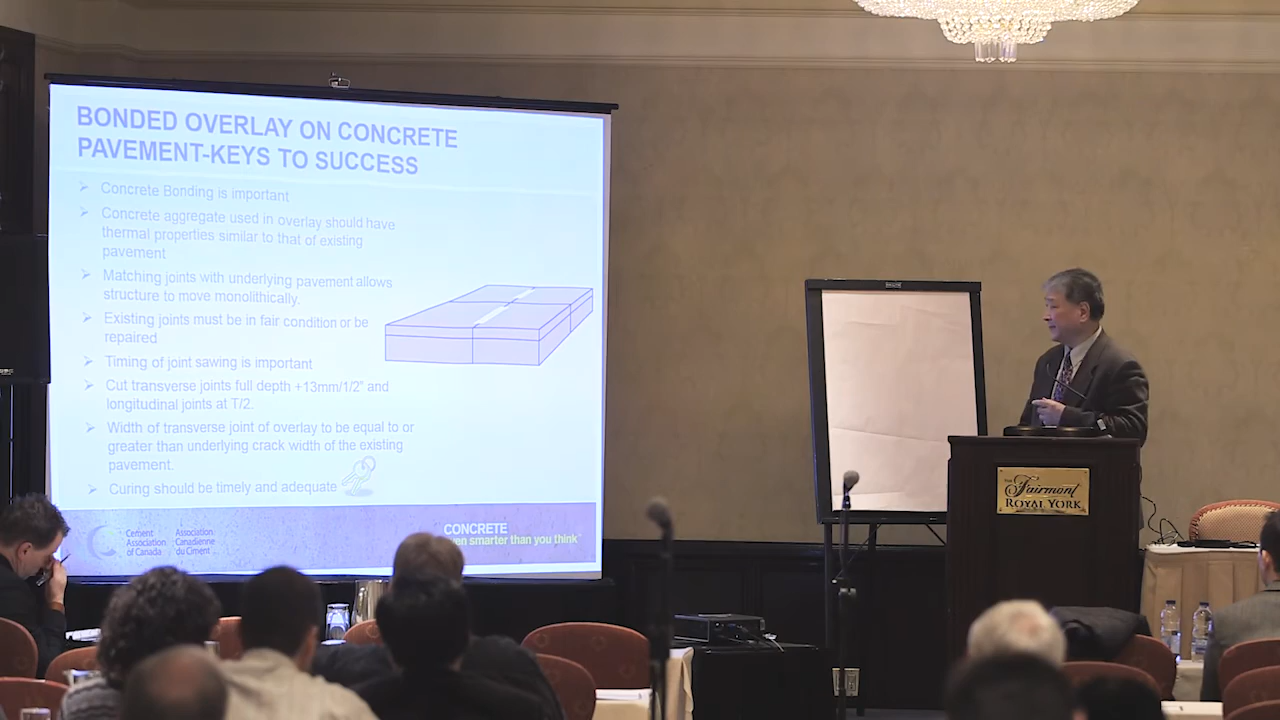 BONDED OVERLAY ON CONCRETE
PAVEMENT-KEYS TO SUCCESS
Concrete Bonding is important
Concrete aggregate used in overlay should have
thermal properties similar to that of existing
pavement
Matching joints with underlying pavement allows
structure to move monolithically.
Existing joints must be in fair condition or be
repaired
Timing of joint sawing is important
Cut transverse joints full depth +13mm/1/2" and
longitudinal joints at T/2.
Width of transverse joint of overlay to be equal to or
greater than underlying crack width of the existing
pavement.
Curing should be timely and adequate
Cement
Association
of Canada
Association
Canadienne
du Ciment
CONCRETE
smarter than you think
Fairmont
ROYAL YORK